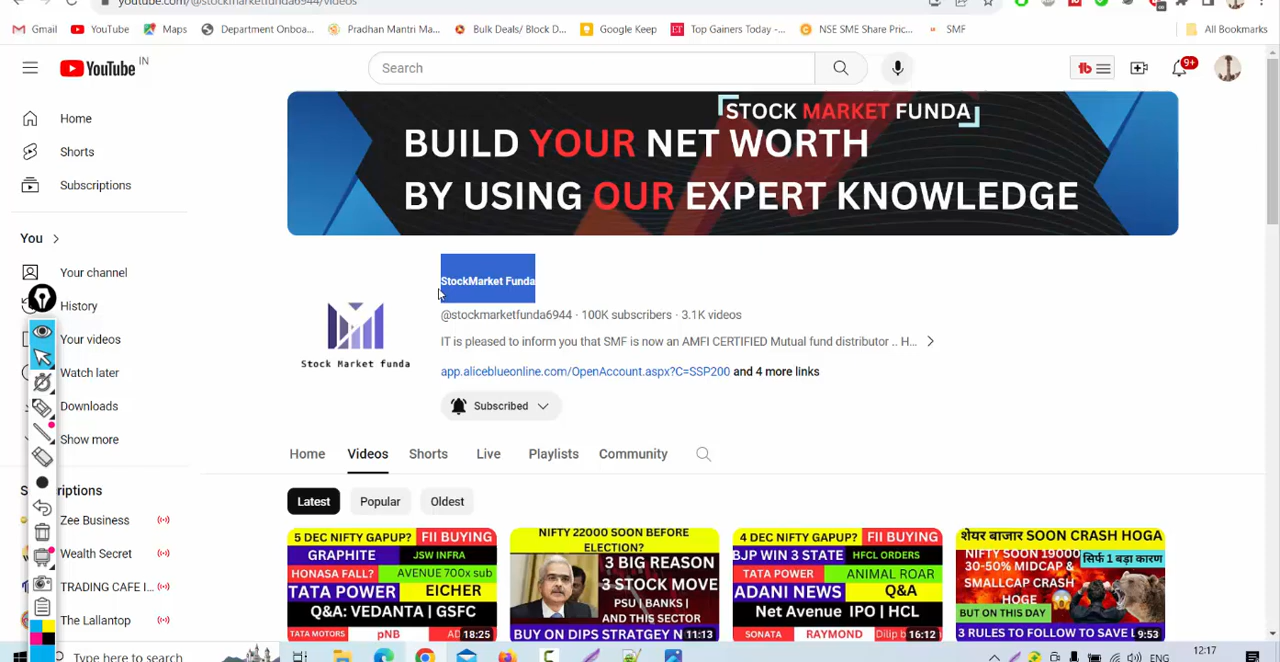 youtube.com/@stockmarketfunda6944/videos
Gmail
YouTube
Maps
Department Onboa...
Pradhan Mantri Ma...
Bulk Deals/ Block D...
Google Keep
Top Gainers Today -...
NSE SME Share Pric...
SMF
All Bookmarks
YouTube IN
Search
9+
Home
Shorts
Subscriptions
You
Your channel
History
Your videos
Watch later
Downloads
Show more
Zee Business
Wealth Secret
TRADING CAFE I...
The Lallantop
STOCK MARKET FUNDA
BUILD YOUR NET WORTH
BY USING OUR EXPERT KNOWLEDGE
Stock Market funda
StockMarket Funda
@stockmarketfunda6944 · 100K subscribers · 3.1K videos
IT is pleased to inform you that SMF is now an AMFI CERTIFIED Mutual fund distributor .. H...
app.aliceblueonline.com/OpenAccount.aspx?C=SSP200 and 4 more links
Subscribed
Home Videos Shorts Live Playlists Community
Latest Popular Oldest
5 DEC NIFTY GAPUP? FII BUYING
GRAPHITE JSW INFRA
HONASA FALL? AVENUE 700x sub
TATA POWER EICHER
Q&A: VEDANTA | GSFC
TATA MOTORS pNB 18:25
NIFTY 22000 SOON BEFORE
ELECTION?
3 BIG REASON
3 STOCK MOVE
PSU | BANKS |
AND THIS SECTOR
BUY ON DIPS STRATGEY N 11:13
4 DEC NIFTY GAPUP? FII BUYING
BJP WIN 3 STATE HFCL ORDERS
TATA POWER ANIMAL ROAR
ADANI NEWS Q&A
Net Avenue IPO | HCL
SONATA RAYMOND Dilip b 16:12
शेयर बाजार SOON CRASH HOGA
NIFTY SOON 19000 सिर्फ 1 बड़ा कारण
30-50% MIDCAP &
SMALLCAP CRASH
HOGE
BUT ON THIS DAY
3 RULES TO FOLLOW TO SAVE 9:53
Type here to search
ENG
12:17